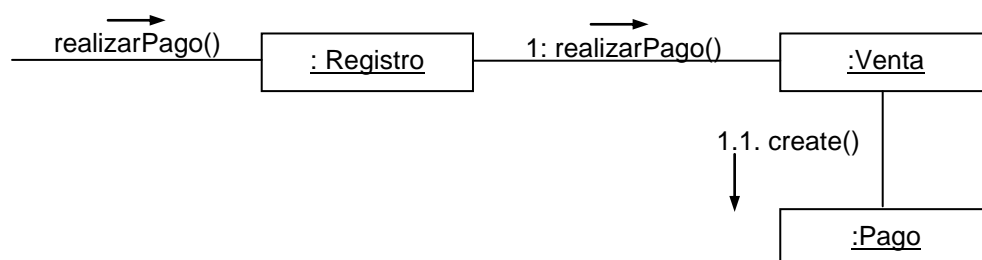 realizarPago()
: Registro
1: realizarPago()
:Venta
1.1. create()
:Pago